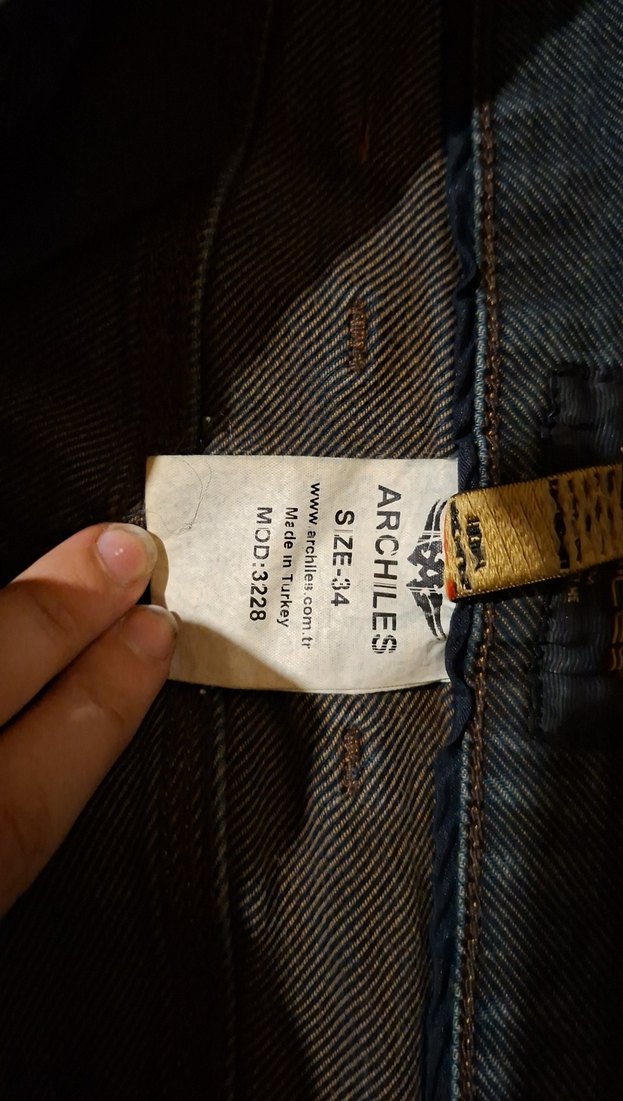 ARCHILES
SIZE-34
www.archiles.com.tr
Made in Turkey
MOD:3228